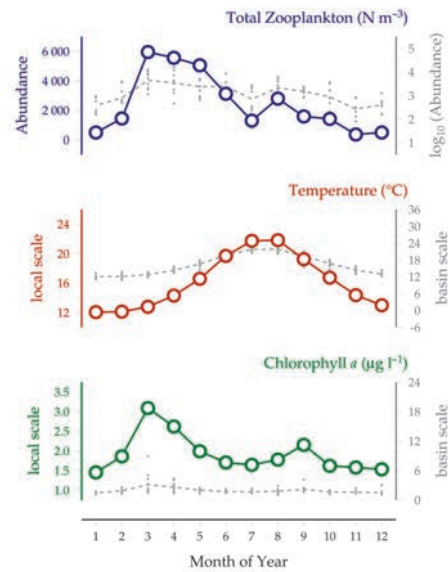 Total Zooplankton (N m⁻³)
6 000
4 000
2 000
0
Abundance
5
4
3
2
1
log₁₀ (Abundance)
Temperature (°C)
24
20
16
12
local scale
36
30
24
18
12
6
0
-6
basin scale
Chlorophyll a (µg l⁻¹)
3.5
3.0
2.5
2.0
1.5
1.0
local scale
24
18
12
6
0
basin scale
1 2 3 4 5 6 7 8 9 10 11 12
Month of Year